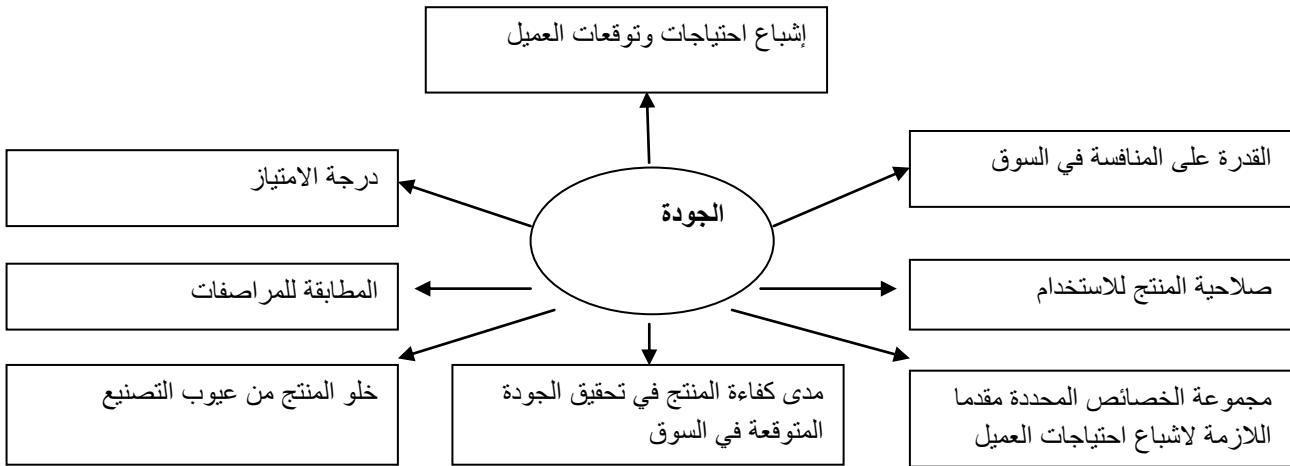 إشباع احتياجات وتوقعات العميل
القدرة على المنافسة في السوق
درجة الامتياز
الجودة
صلاحية المنتج للاستخدام
المطابقة للمراصفات
مجموعة الخصائص المحددة مقدما
اللازمة لاشباع احتياجات العميل
مدى كفاءة المنتج في تحقيق الجودة
المتوقعة في السوق
خلو المنتج من عيوب التصنيع